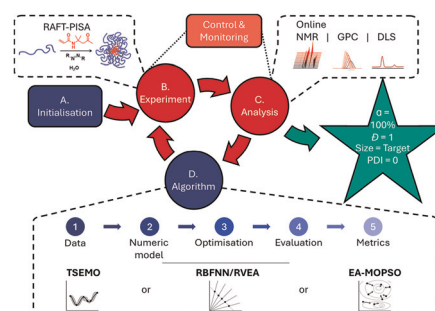 RAFT-PISA
R-N=N-R
H₂O
Control &
Monitoring
Online
NMR | GPC | DLS
A.
Initialisation
B.
Experiment
C.
Analysis
α =
100%
Đ = 1
Size = Target
PDI = 0
D.
Algorithm
1
2
3
4
5
Data
Numeric
model
Optimisation
Evaluation
Metrics
TSEMO
or
RBFNN/RVEA
or
EA-MOPSO